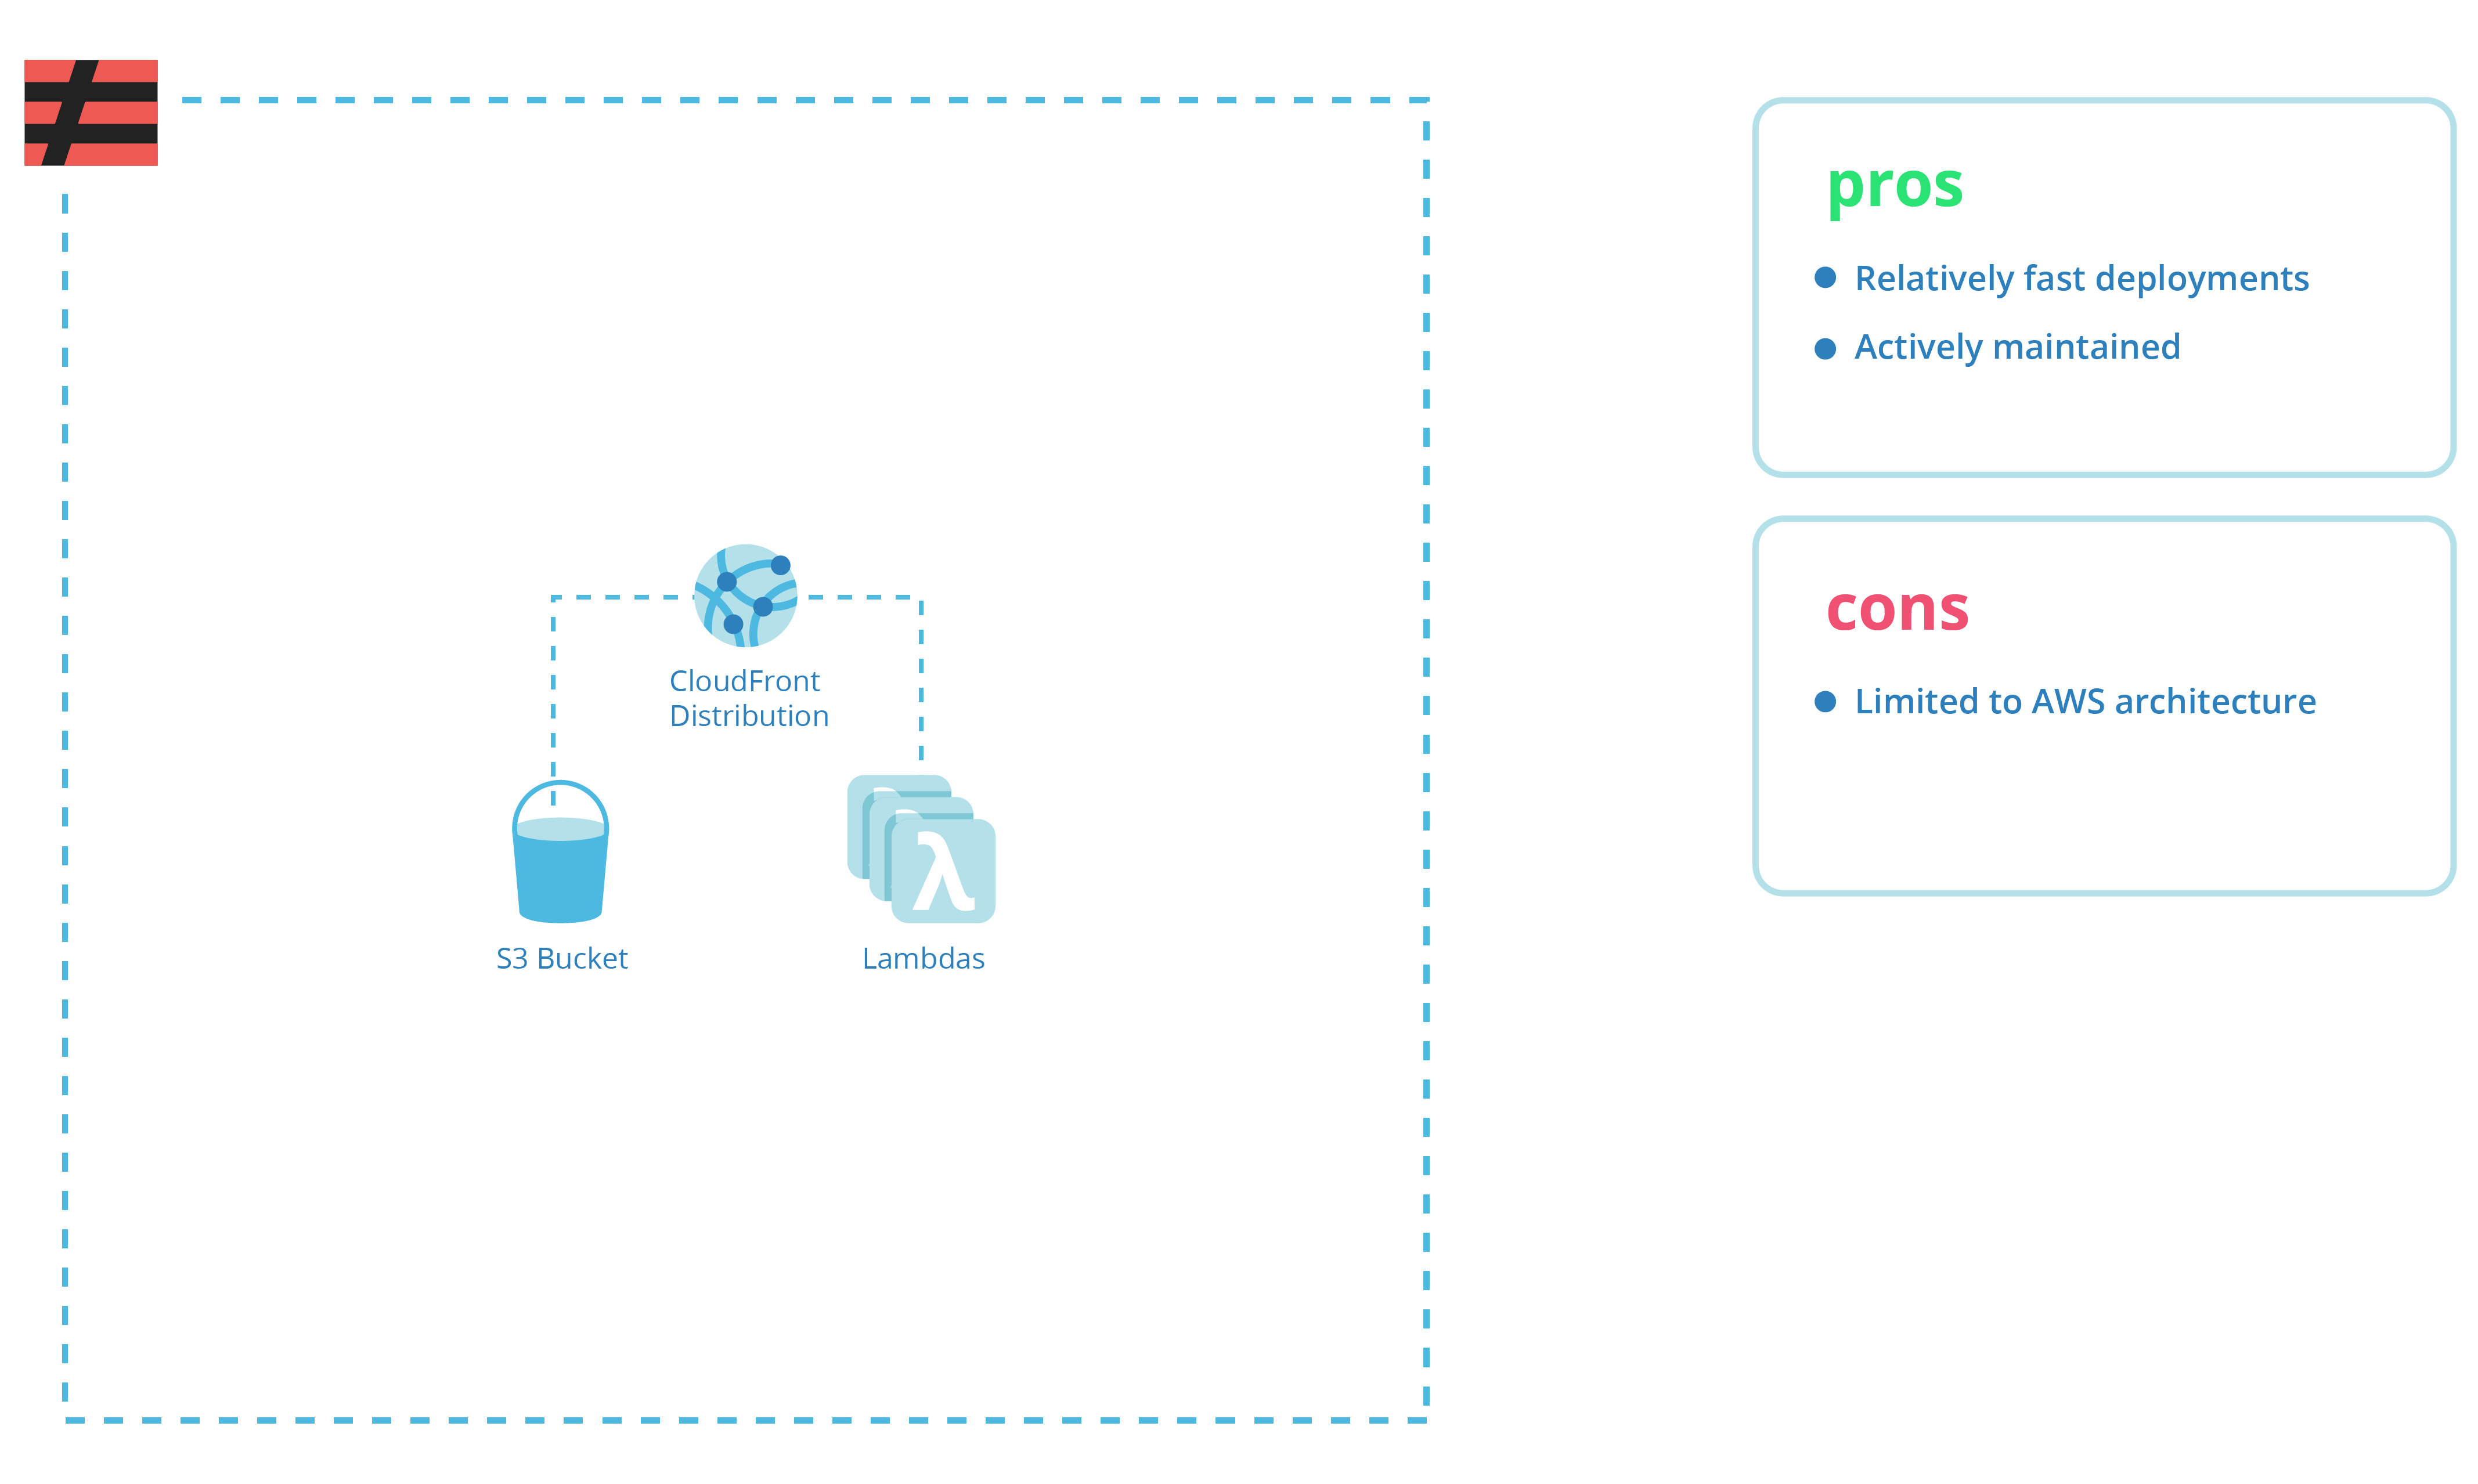 CloudFront
Distribution
S3 Bucket
λ
Lambdas
pros
Relatively fast deployments
Actively maintained
cons
Limited to AWS architecture